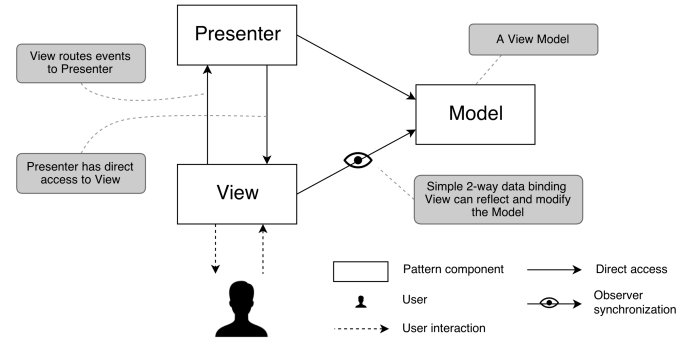 Presenter
A View Model
View routes events
to Presenter
Model
Presenter has direct
access to View
View
Simple 2-way data binding
View can reflect and modify
the Model
Pattern component
Direct access
User
Observer
synchronization
User interaction